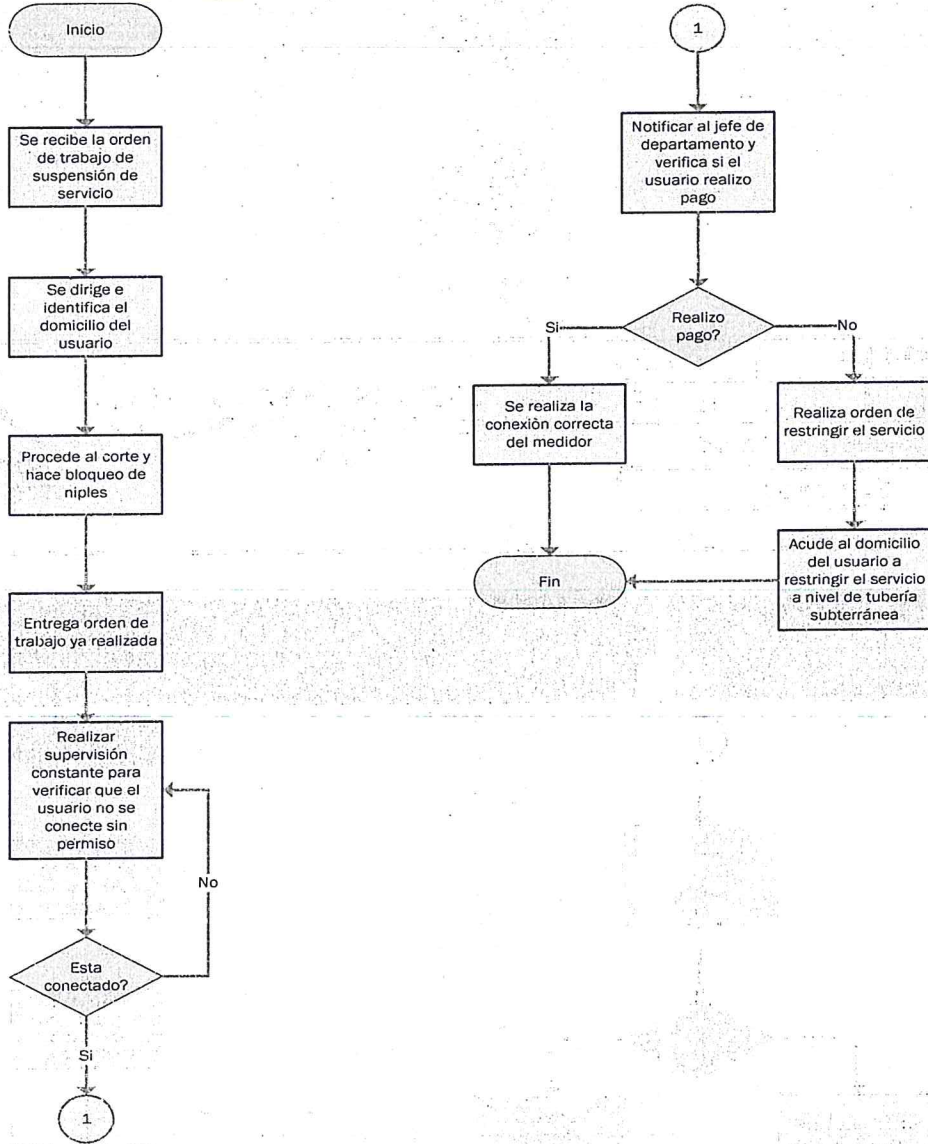 Inicio
Se recibe la orden
de trabajo de
suspensión de
servicio
Se dirige e
identifica el
domicilio del
usuario
Procede al corte y
hace bloqueo de
niples
Entrega orden de
trabajo ya realizada
Realizar
supervisión
constante para
verificar que el
usuario no se
conecte sin
permiso
No
Esta
conectado?
Si
1
1
Notificar al jefe de
departamento y
verifica si el
usuario realizo
pago
Realizo
pago?
Si
No
Se realiza la
conexión correcta
del medidor
Realiza orden de
restringir el servicio
Fin
Acude al domicilio
del usuario a
restringir el servicio
a nivel de tubería
subterránea